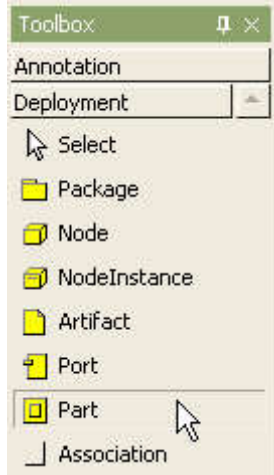 Toolbox
Annotation
Deployment
Select
Package
Node
NodeInstance
Artifact
Port
Part
Association